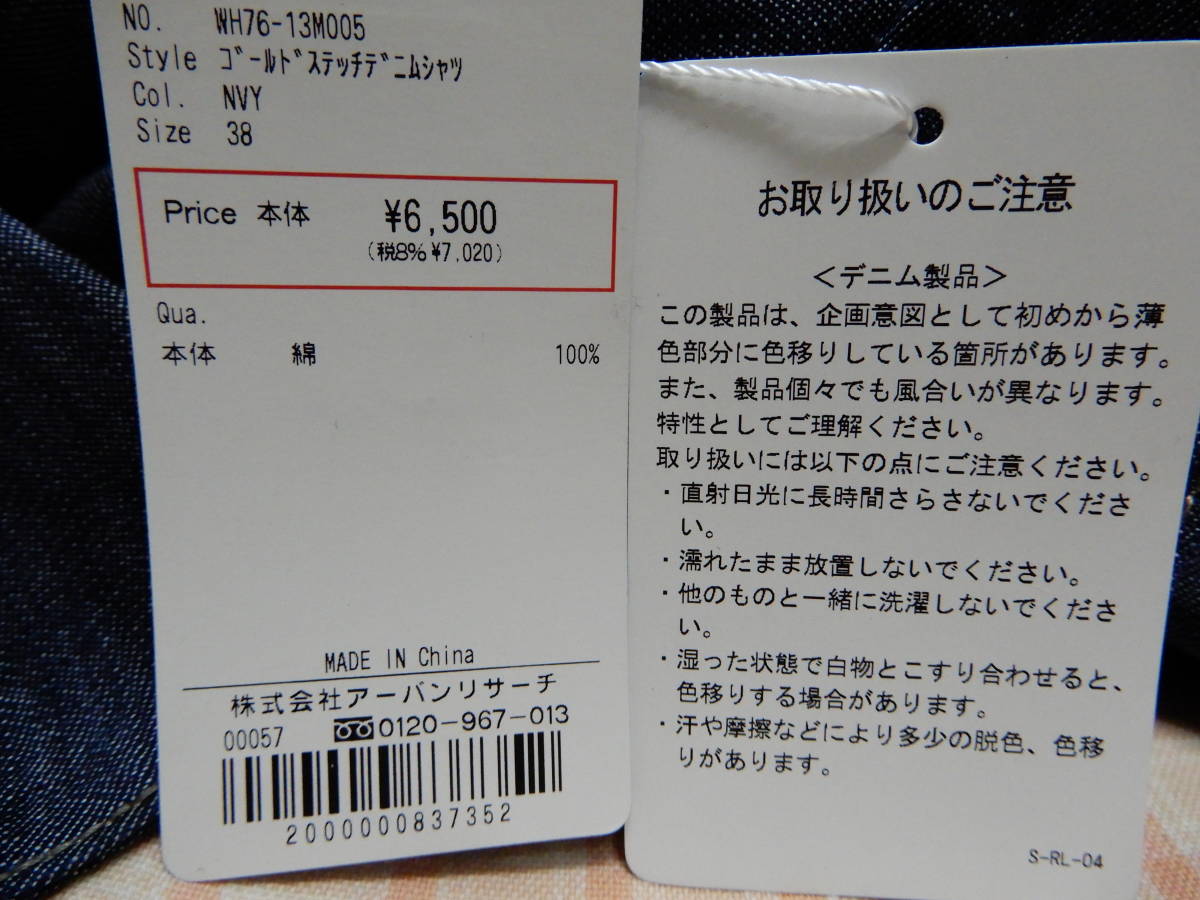 NO. WH76-13M005
Style ｺﾞｰﾙﾄﾞｽﾃｯﾁﾃﾞﾆﾑｼｬﾂ
Col. NVY
Size 38
Price 本体 ¥6,500
(税8% ¥7,020)
Qua.
本体 綿 100%
MADE IN China
株式会社アーバンリサーチ
00057 0120-967-013
2000000837352
お取り扱いのご注意
＜デニム製品＞
この製品は、企画意図として初めから薄
色部分に色移りしている箇所があります。
また、製品個々でも風合いが異なります。
特性としてご理解ください。
取り扱いには以下の点にご注意ください。
・直射日光に長時間さらさないでくださ
い。
・濡れたまま放置しないでください。
・他のものと一緒に洗濯しないでくださ
い。
・湿った状態で白物とこすり合わせると、
色移りする場合があります。
・汗や摩擦などにより多少の脱色、色移
りがあります。
S-RL-04